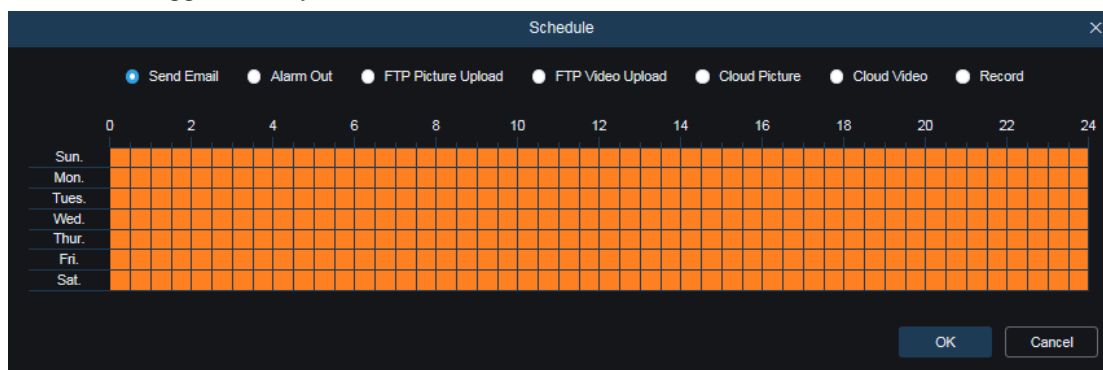 Schedule
Send Email Alarm Out FTP Picture Upload FTP Video Upload Cloud Picture Cloud Video Record
0 2 4 6 8 10 12 14 16 18 20 22 24
Sun.
Mon.
Tues.
Wed.
Thur.
Fri.
Sat.
OK Cancel